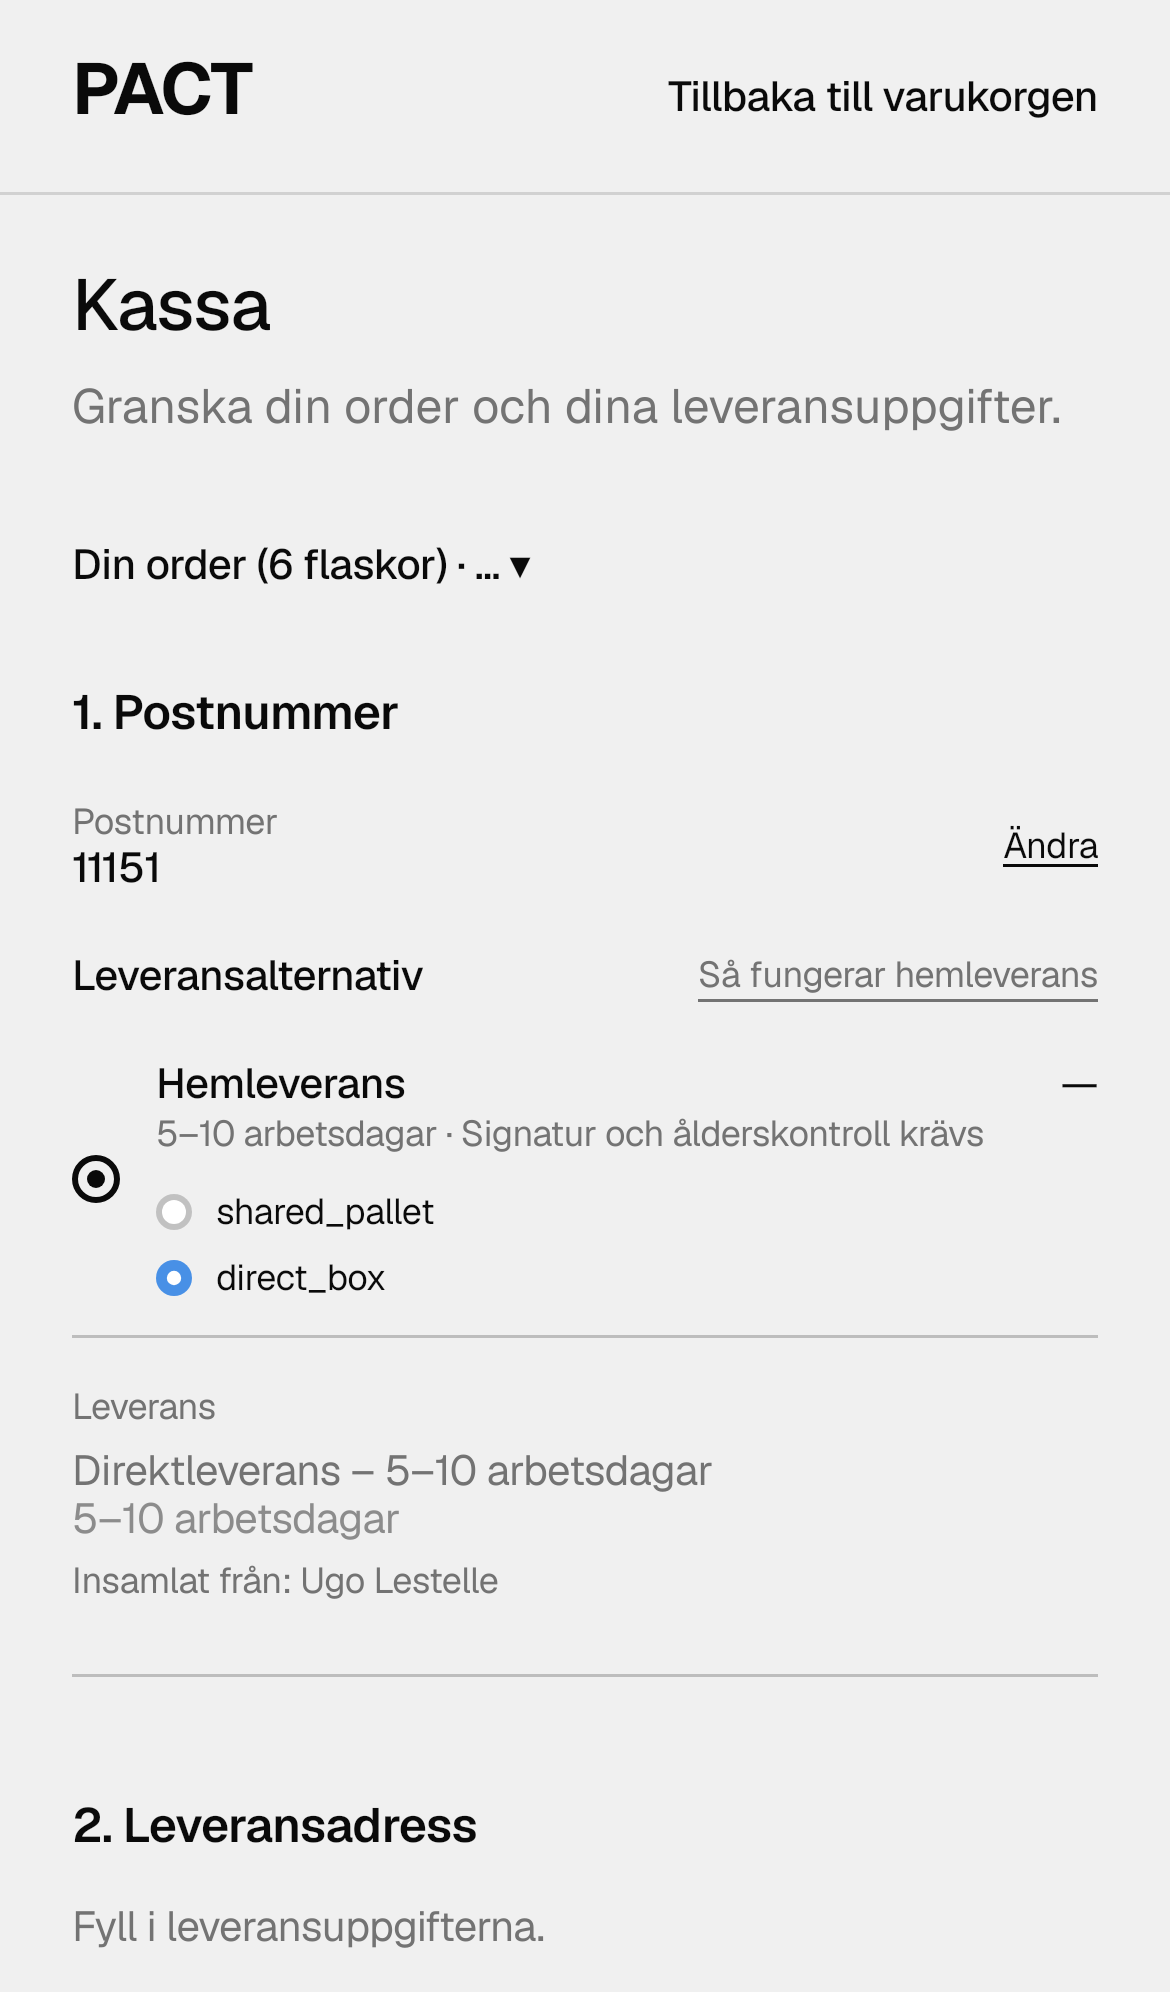 PACT
Tillbaka till varukorgen
Kassa
Granska din order och dina leveransuppgifter.
Din order (6 flaskor) · ... ▼
1. Postnummer
Postnummer
11151
Ändra
Leveransalternativ
Så fungerar hemleverans
Hemleverans
—
5–10 arbetsdagar · Signatur och ålderskontroll krävs
shared_pallet
direct_box
Leverans
Direktleverans – 5–10 arbetsdagar
5–10 arbetsdagar
Insamlat från: Ugo Lestelle
2. Leveransadress
Fyll i leveransuppgifterna.